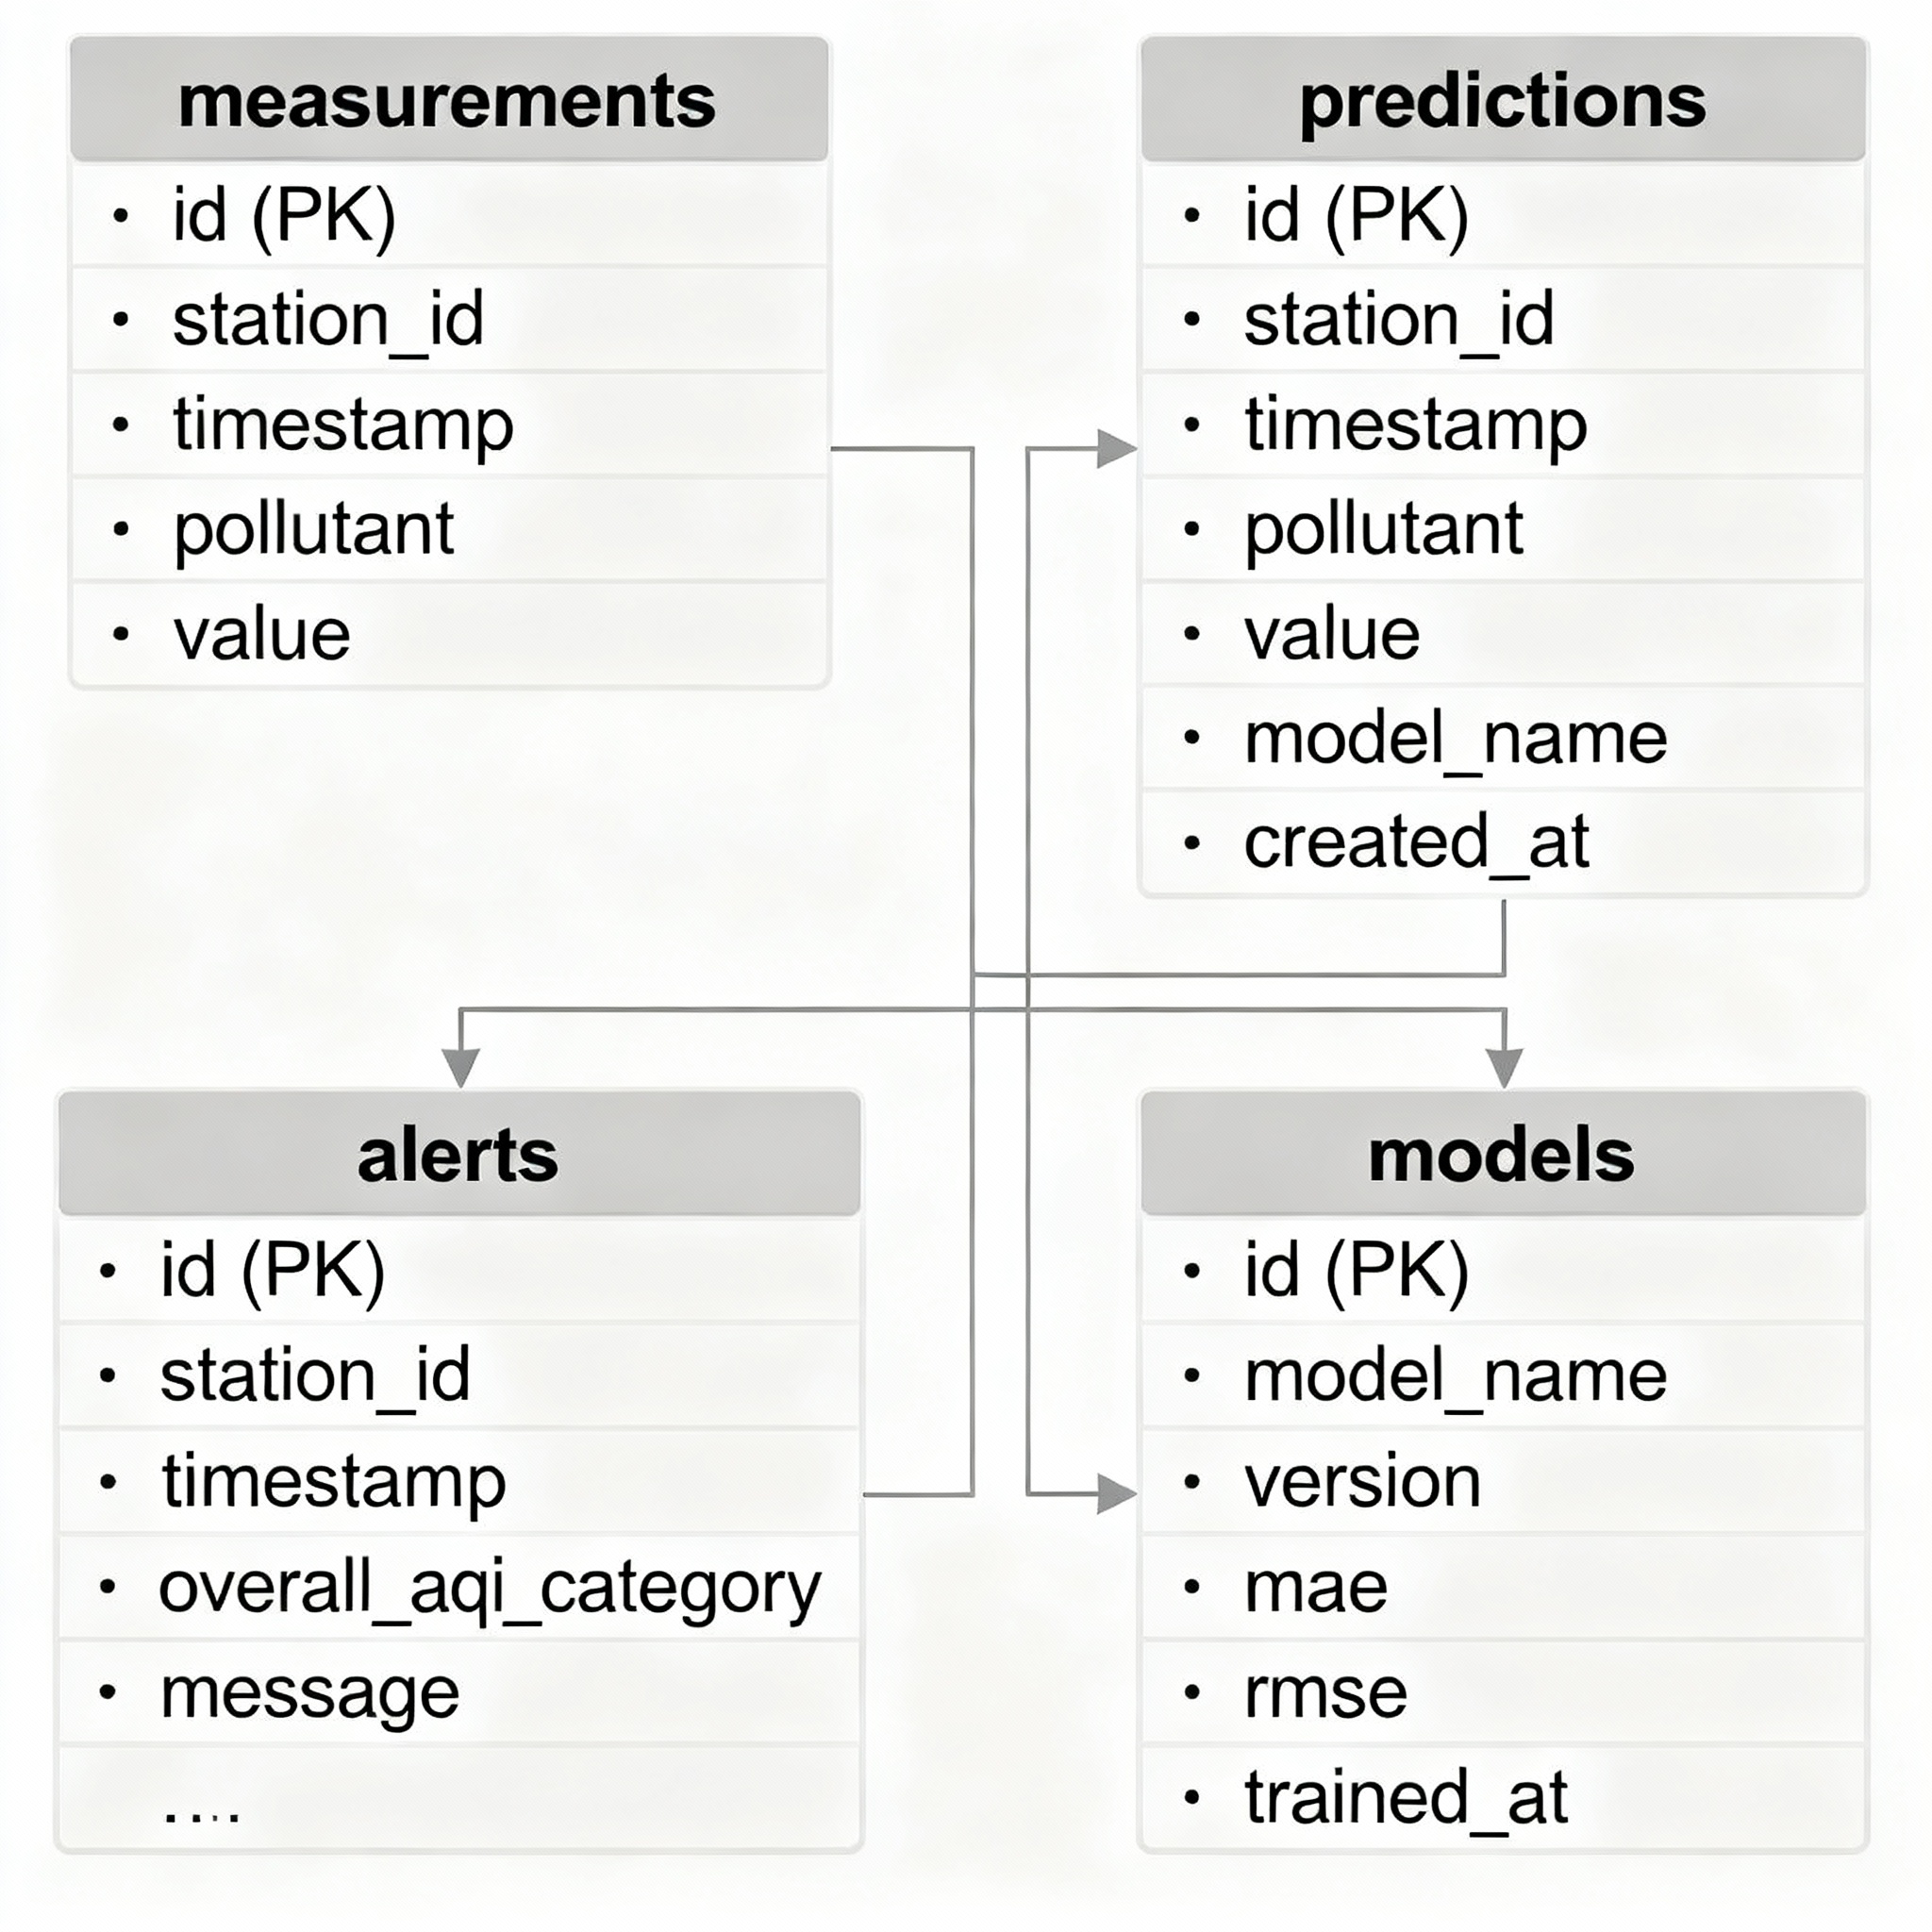 measurements
• id (PK)
• station_id
• timestamp
• pollutant
• value
predictions
• id (PK)
• station_id
• timestamp
• pollutant
• value
• model_name
• created_at
alerts
• id (PK)
• station_id
• timestamp
• overall_aqi_category
• message
....
models
• id (PK)
• model_name
• version
• mae
• rmse
• trained_at